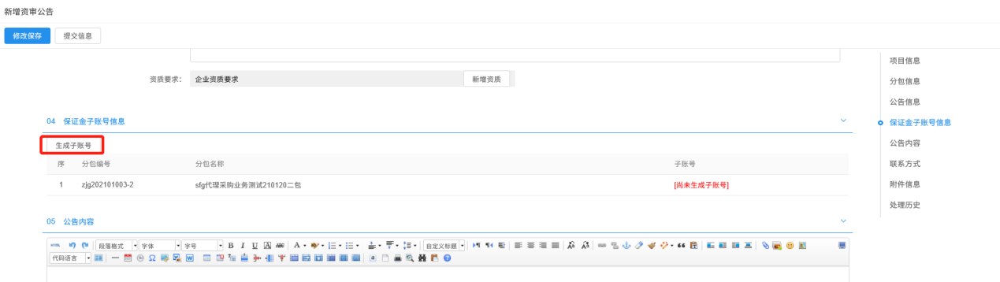 新增资审公告
修改保存 提交信息
项目信息
资质要求: 企业资质要求 新增资质
分包信息
公告信息
04 保证金子账号信息
保证金子账号信息
生成子账号
公告内容
序 分包编号 分包名称 子账号
联系方式
1 zjg202101003-2 sfg代理采购业务测试210120二包 [尚未生成子账号]
附件信息
处理历史
05 公告内容
HTML 段落格式 字体 字号 B I U A ABC A 自定义标题
代码语言